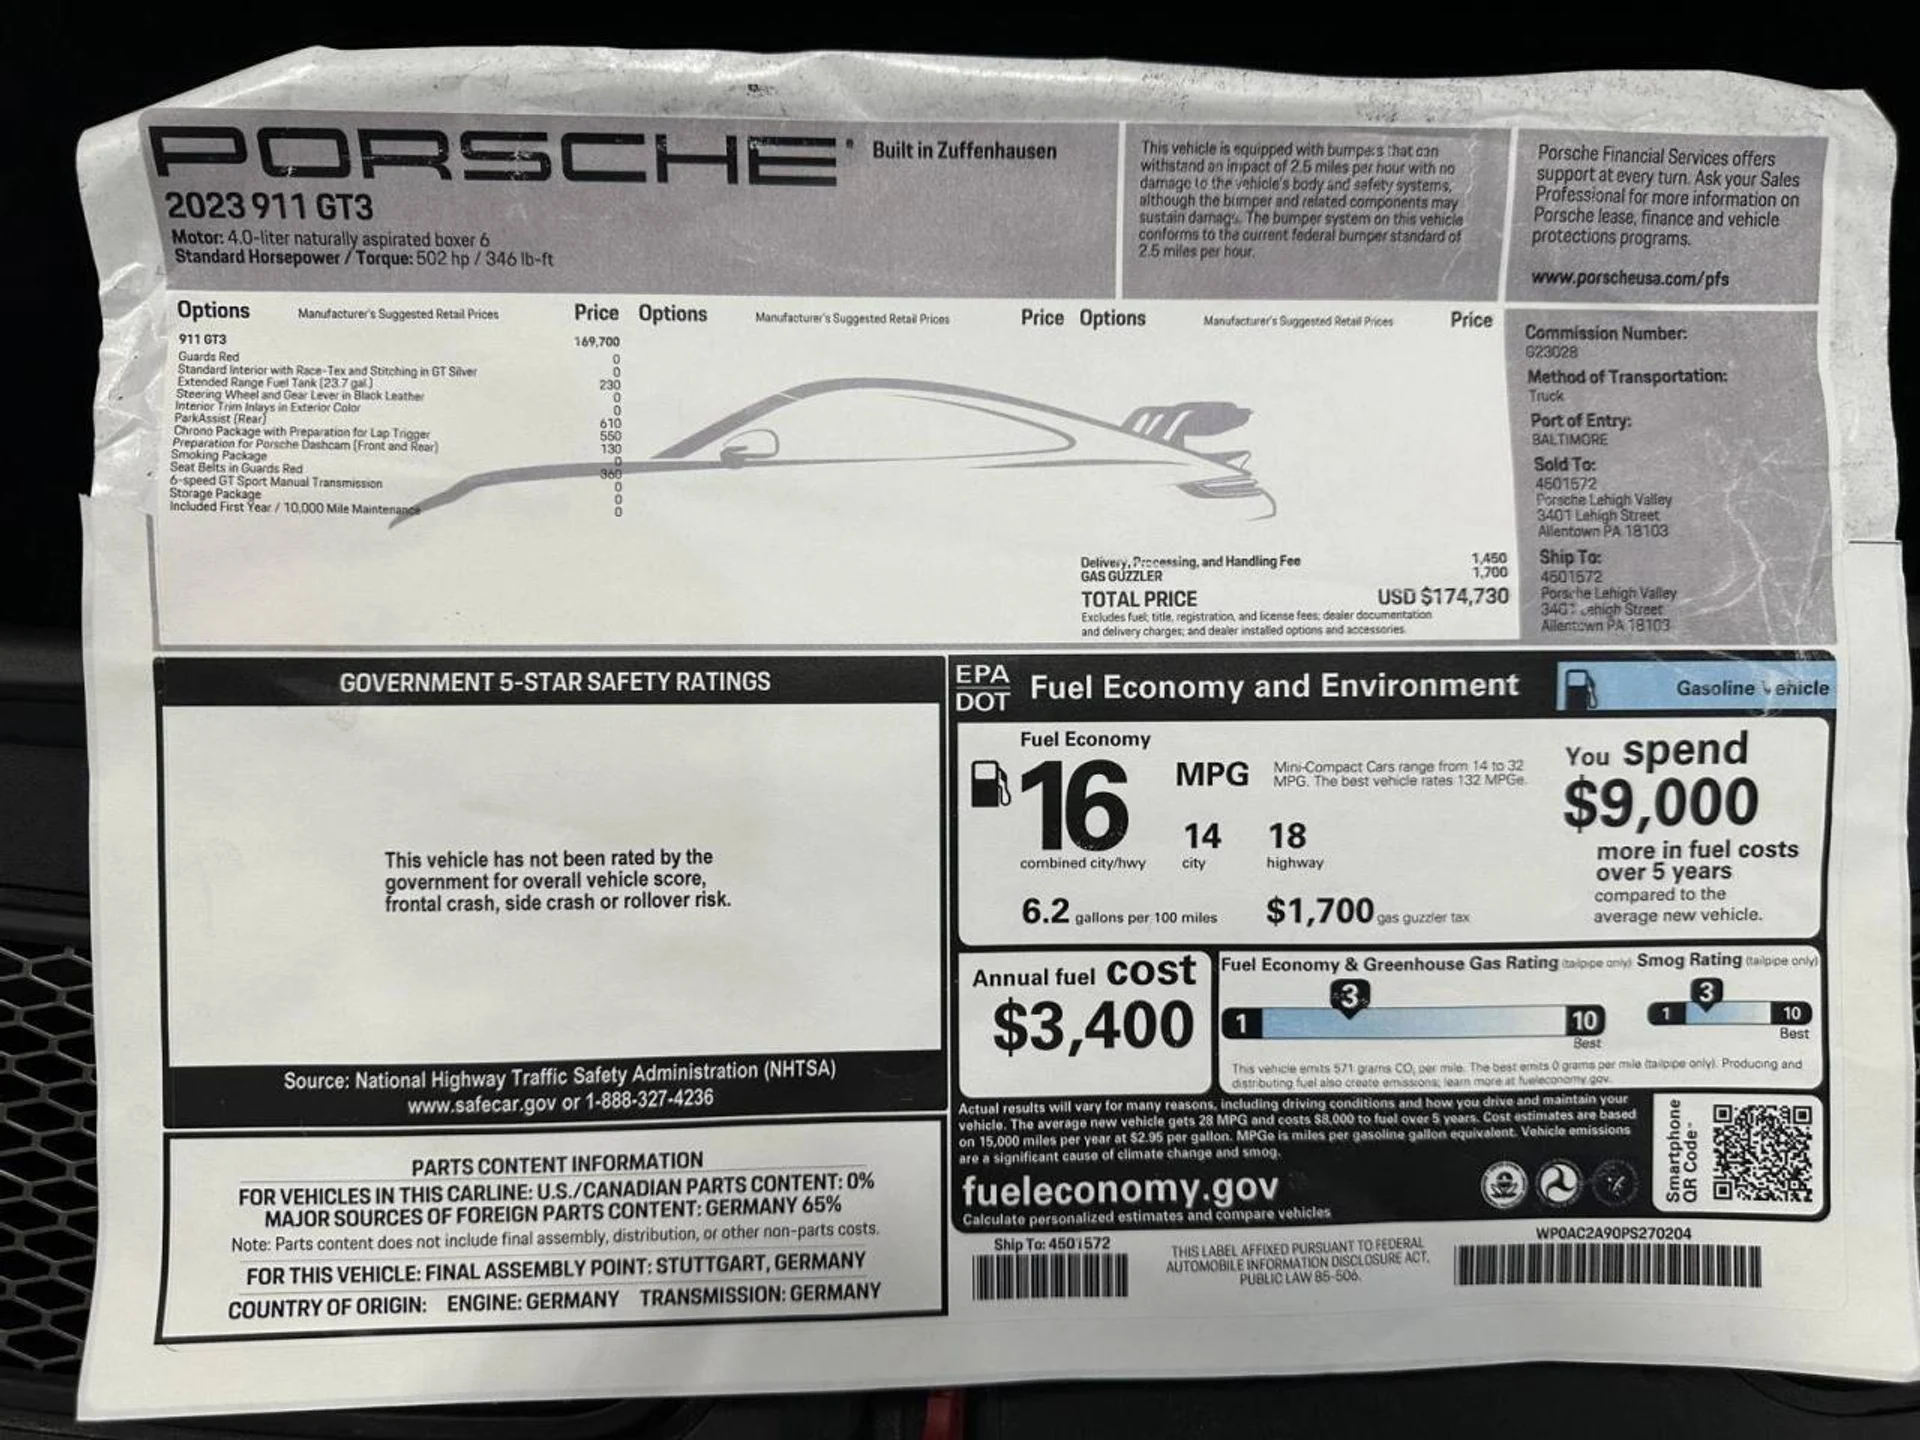 PORSCHE®
Built in Zuffenhausen
2023 911 GT3
Motor: 4.0-liter naturally aspirated boxer 6
Standard Horsepower / Torque: 502 hp / 346 lb-ft
This vehicle is equipped with bumpers that can
withstand an impact of 2.5 miles per hour with no
damage to the vehicle's body and safety systems,
although the bumper and related components may
sustain damage. The bumper system on this vehicle
conforms to the current federal bumper standard of
2.5 miles per hour.
Porsche Financial Services offers
support at every turn. Ask your Sales
Professional for more information on
Porsche lease, finance and vehicle
protections programs.
www.porscheusa.com/pfs
Options Manufacturer's Suggested Retail Prices Price Options Manufacturer's Suggested Retail Prices Price Options Manufacturer's Suggested Retail Prices Price
911 GT3 169,700
Guards Red 0
Standard Interior with Race-Tex and Stitching in GT Silver 0
Extended Range Fuel Tank (23.7 gal.) 230
Steering Wheel and Gear Lever in Black Leather 0
Interior Trim Inlays in Exterior Color 0
ParkAssist (Rear) 610
Chrono Package with Preparation for Lap Trigger 550
Preparation for Porsche Dashcam (Front and Rear) 130
Smoking Package 0
Seat Belts in Guards Red 360
6-speed GT Sport Manual Transmission 0
Storage Package 0
Included First Year / 10,000 Mile Maintenance 0
Delivery, Processing, and Handling Fee 1,450
GAS GUZZLER 1,700
TOTAL PRICE USD $174,730
Excludes fuel, title, registration, and license fees; dealer documentation
and delivery charges; and dealer installed options and accessories.
Commission Number:
G23028
Method of Transportation:
Truck
Port of Entry:
BALTIMORE
Sold To:
4501572
Porsche Lehigh Valley
3401 Lehigh Street
Allentown PA 18103
Ship To:
4501572
Porsche Lehigh Valley
3401 Lehigh Street
Allentown PA 18103
GOVERNMENT 5-STAR SAFETY RATINGS
This vehicle has not been rated by the
government for overall vehicle score,
frontal crash, side crash or rollover risk.
Source: National Highway Traffic Safety Administration (NHTSA)
www.safecar.gov or 1-888-327-4236
PARTS CONTENT INFORMATION
FOR VEHICLES IN THIS CARLINE: U.S./CANADIAN PARTS CONTENT: 0%
MAJOR SOURCES OF FOREIGN PARTS CONTENT: GERMANY 65%
Note: Parts content does not include final assembly, distribution, or other non-parts costs.
FOR THIS VEHICLE: FINAL ASSEMBLY POINT: STUTTGART, GERMANY
COUNTRY OF ORIGIN: ENGINE: GERMANY TRANSMISSION: GERMANY
EPA
DOT
Fuel Economy and Environment
Gasoline Vehicle
Fuel Economy
16
MPG
Mini-Compact Cars range from 14 to 32
MPG. The best vehicle rates 132 MPGe.
14 18
combined city/hwy city highway
6.2 gallons per 100 miles $1,700 gas guzzler tax
You spend
$9,000
more in fuel costs
over 5 years
compared to the
average new vehicle.
Annual fuel cost
$3,400
Fuel Economy & Greenhouse Gas Rating (tailpipe only) Smog Rating (tailpipe only)
3 3
1 10 1 10
Best Best
This vehicle emits 571 grams CO2 per mile. The best emits 0 grams per mile (tailpipe only). Producing and
distributing fuel also create emissions; learn more at fueleconomy.gov.
Actual results will vary for many reasons, including driving conditions and how you drive and maintain your
vehicle. The average new vehicle gets 28 MPG and costs $8,000 to fuel over 5 years. Cost estimates are based
on 15,000 miles per year at $2.95 per gallon. MPGe is miles per gasoline gallon equivalent. Vehicle emissions
are a significant cause of climate change and smog.
fueleconomy.gov
Calculate personalized estimates and compare vehicles
Smartphone
QR Code™
Ship To: 4501572
THIS LABEL AFFIXED PURSUANT TO FEDERAL
AUTOMOBILE INFORMATION DISCLOSURE ACT,
PUBLIC LAW 85-506.
WP0AC2A90PS270204